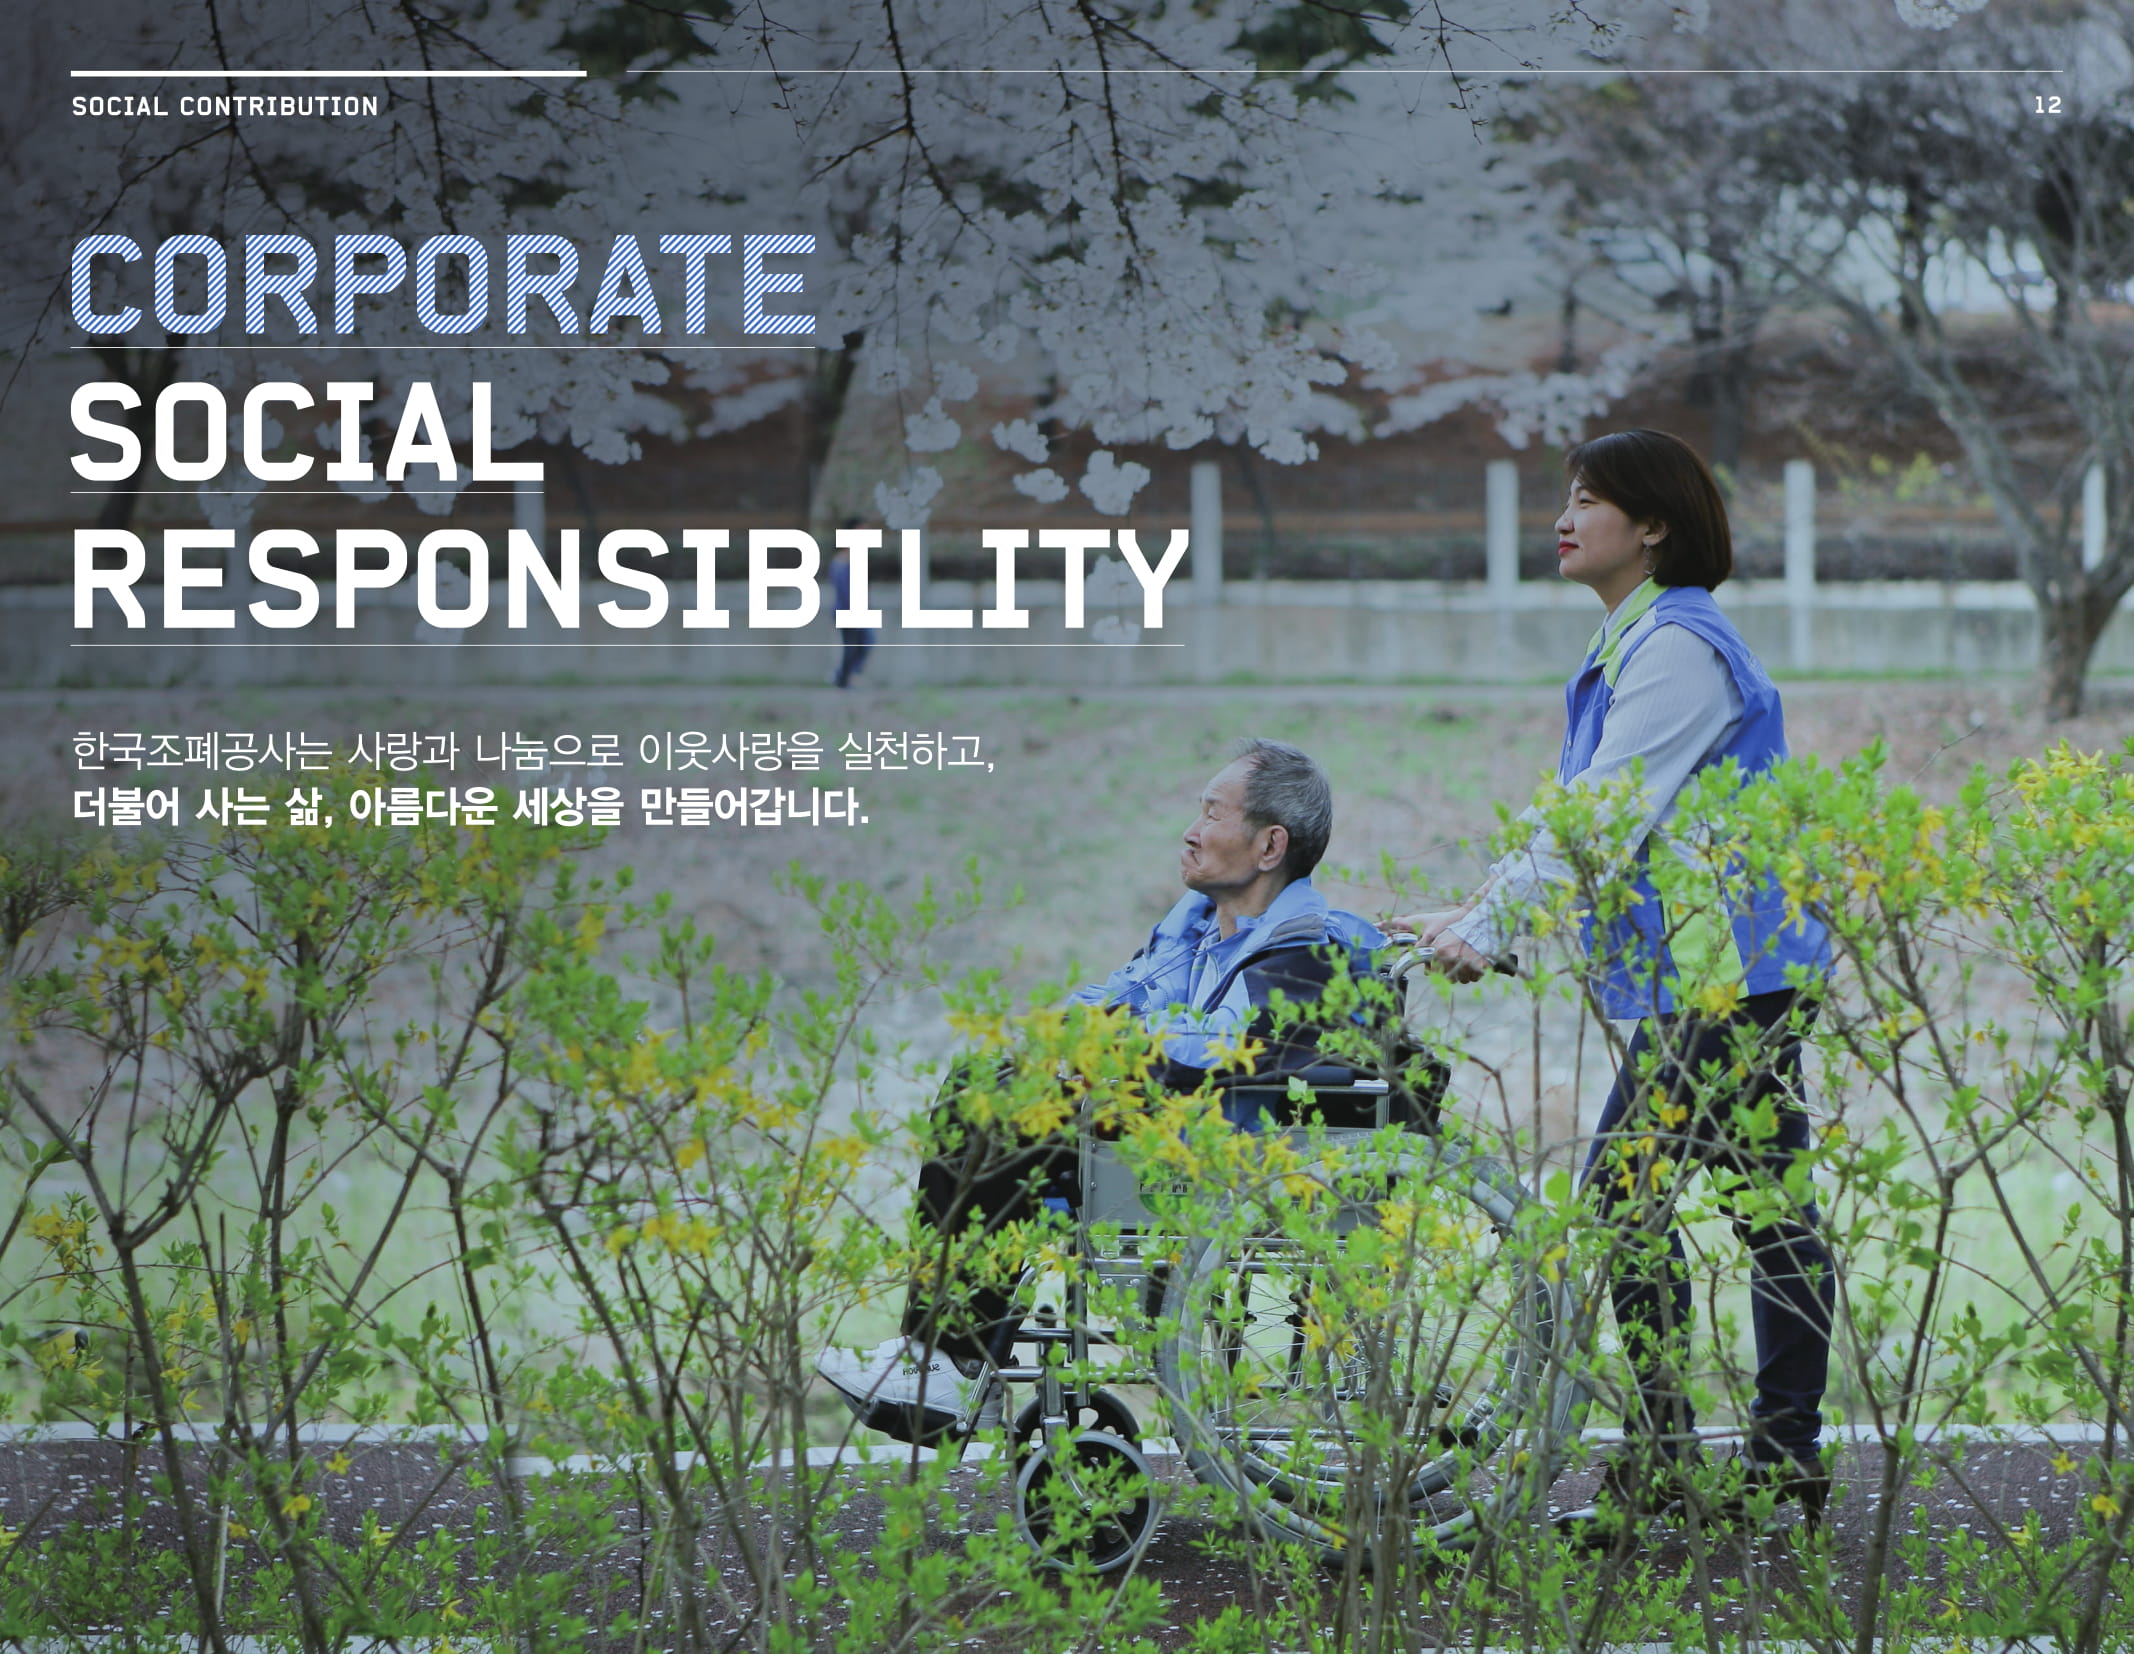 SOCIAL CONTRIBUTION
12
CORPORATE
SOCIAL
RESPONSIBILITY
한국조폐공사는 사랑과 나눔으로 이웃사랑을 실천하고,
더불어 사는 삶, 아름다운 세상을 만들어갑니다.